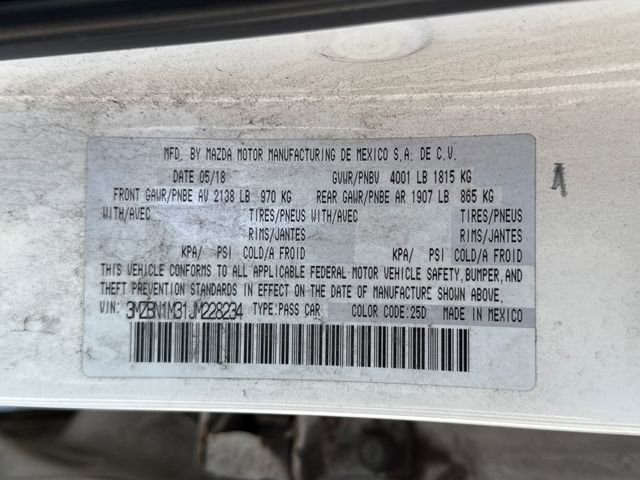 MFD. BY MAZDA MOTOR MANUFACTURING DE MEXICO S.A. DE C.V.
DATE 05/18 GVWR/PNBV 4001 LB 1815 KG
FRONT GAWR/PNBE AV 2138 LB 970 KG REAR GAWR/PNBE AR 1907 LB 865 KG
WITH/AVEC TIRES/PNEUS WITH/AVEC TIRES/PNEUS
RIMS/JANTES RIMS/JANTES
KPA/ PSI COLD/A FROID KPA/ PSI COLD/A FROID
THIS VEHICLE CONFORMS TO ALL APPLICABLE FEDERAL MOTOR VEHICLE SAFETY, BUMPER, AND
THEFT PREVENTION STANDARDS IN EFFECT ON THE DATE OF MANUFACTURE SHOWN ABOVE.
VIN: 3MZBN1M31JM228234 TYPE:PASS CAR COLOR CODE:25D MADE IN MEXICO
A